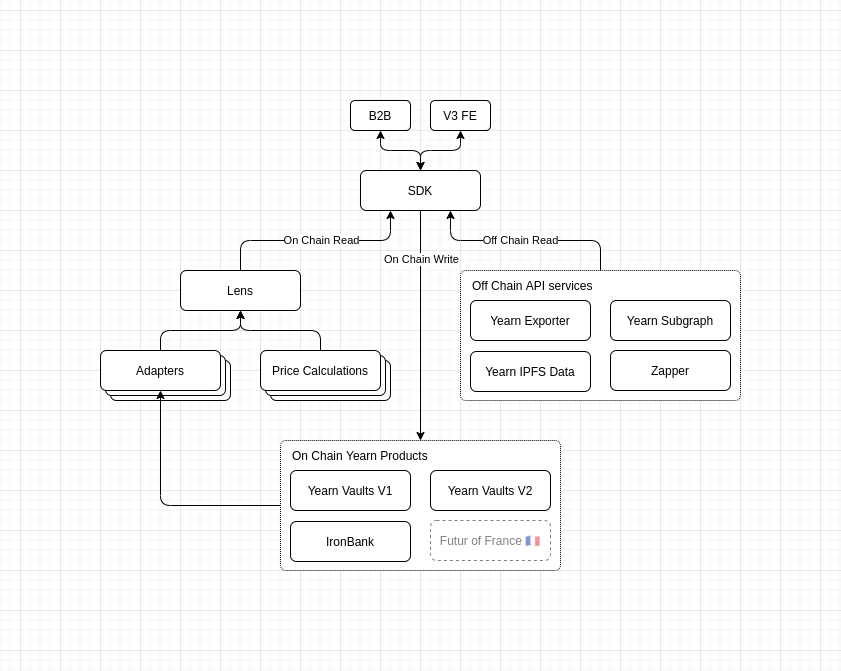 B2B
V3 FE
SDK
On Chain Read
Off Chain Read
On Chain Write
Lens
Off Chain API services
Yearn Exporter
Yearn Subgraph
Adapters
Price Calculations
Yearn IPFS Data
Zapper
On Chain Yearn Products
Yearn Vaults V1
Yearn Vaults V2
IronBank
Futur of France 🇫🇷